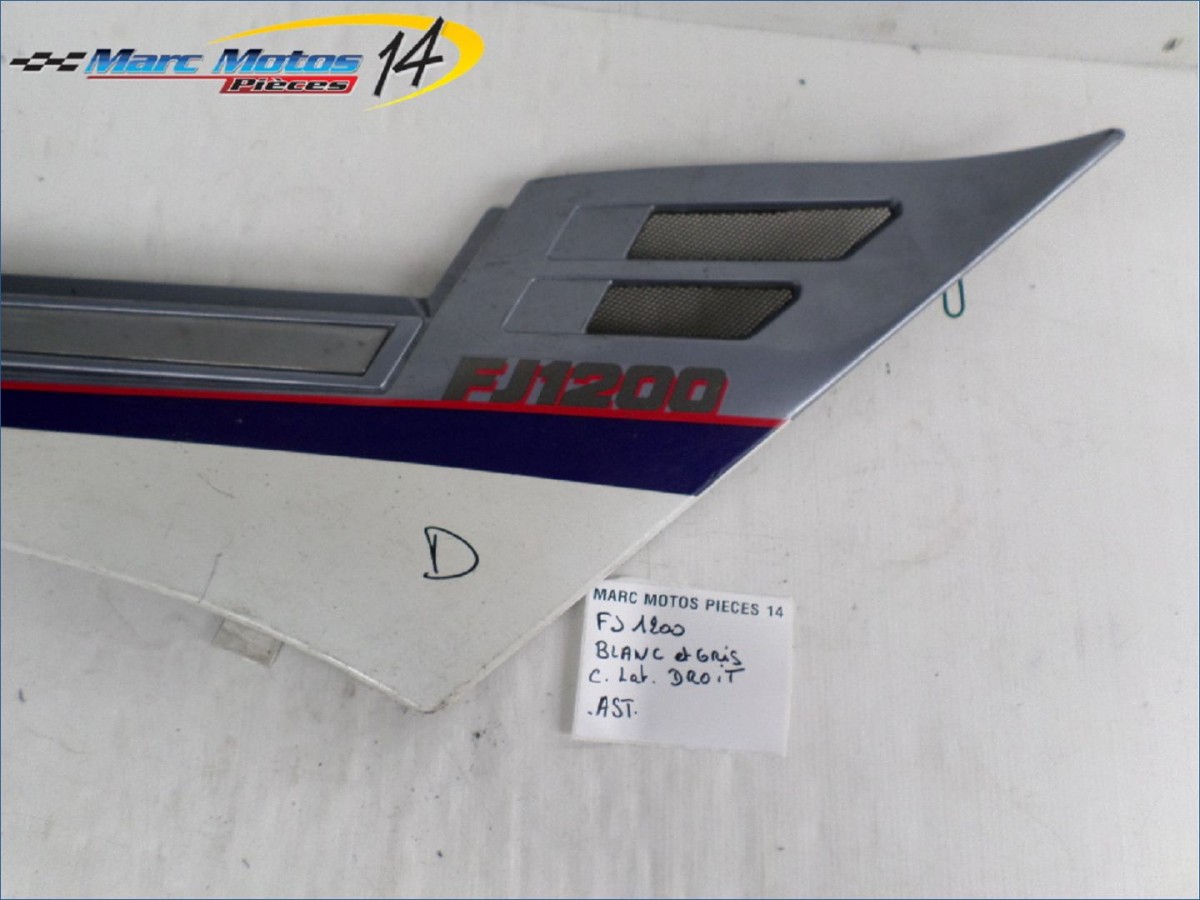 Marc Motos 14
Pièces
FJ1200
D
MARC MOTOS PIECES 14
FJ 1200
BLANC et GRIS
C. Lat. DROIT
.AST.